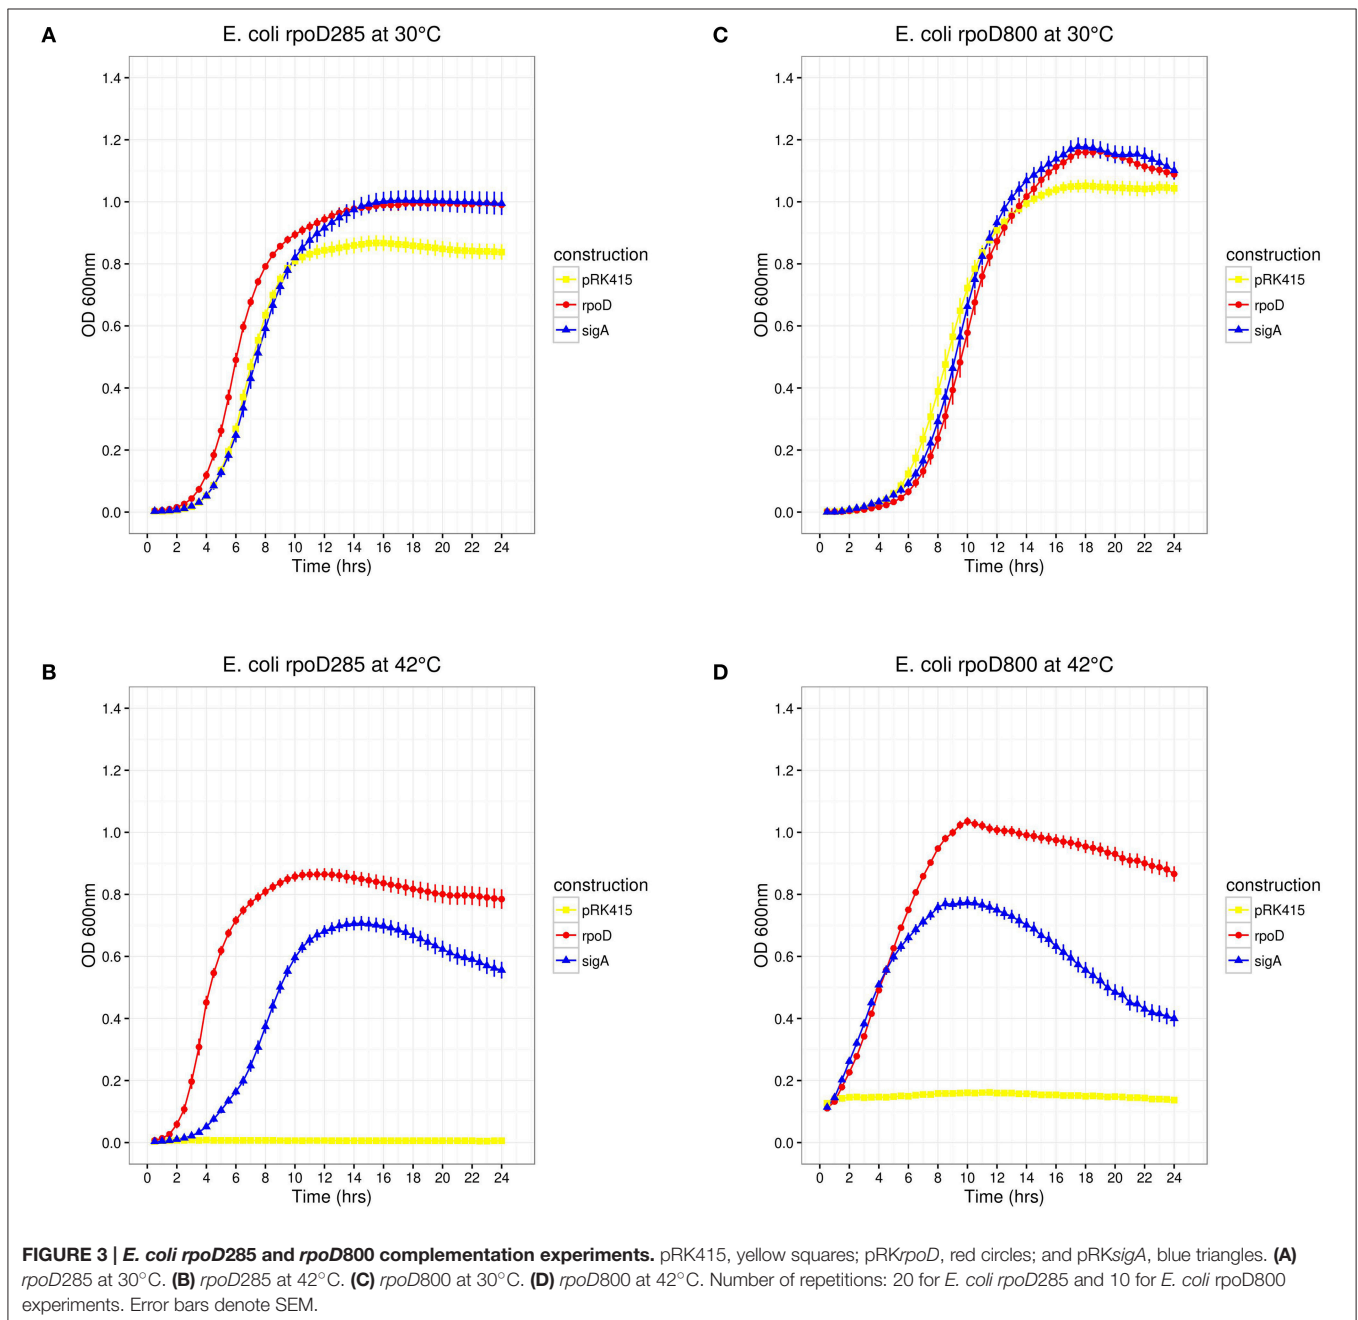 A
E. coli rpoD285 at 30°C
OD 600nm
1.4
1.2
1.0
0.8
0.6
0.4
0.2
0.0
0 2 4 6 8 10 12 14 16 18 20 22 24
Time (hrs)
construction
pRK415
rpoD
sigA
C
E. coli rpoD800 at 30°C
OD 600nm
1.4
1.2
1.0
0.8
0.6
0.4
0.2
0.0
0 2 4 6 8 10 12 14 16 18 20 22 24
Time (hrs)
construction
pRK415
rpoD
sigA
B
E. coli rpoD285 at 42°C
OD 600nm
1.4
1.2
1.0
0.8
0.6
0.4
0.2
0.0
0 2 4 6 8 10 12 14 16 18 20 22 24
Time (hrs)
construction
pRK415
rpoD
sigA
D
E. coli rpoD800 at 42°C
OD 600nm
1.4
1.2
1.0
0.8
0.6
0.4
0.2
0.0
0 2 4 6 8 10 12 14 16 18 20 22 24
Time (hrs)
construction
pRK415
rpoD
sigA
FIGURE 3 | E. coli rpoD285 and rpoD800 complementation experiments. pRK415, yellow squares; pRKrpoD, red circles; and pRKsigA, blue triangles. (A)
rpoD285 at 30°C. (B) rpoD285 at 42°C. (C) rpoD800 at 30°C. (D) rpoD800 at 42°C. Number of repetitions: 20 for E. coli rpoD285 and 10 for E. coli rpoD800
experiments. Error bars denote SEM.